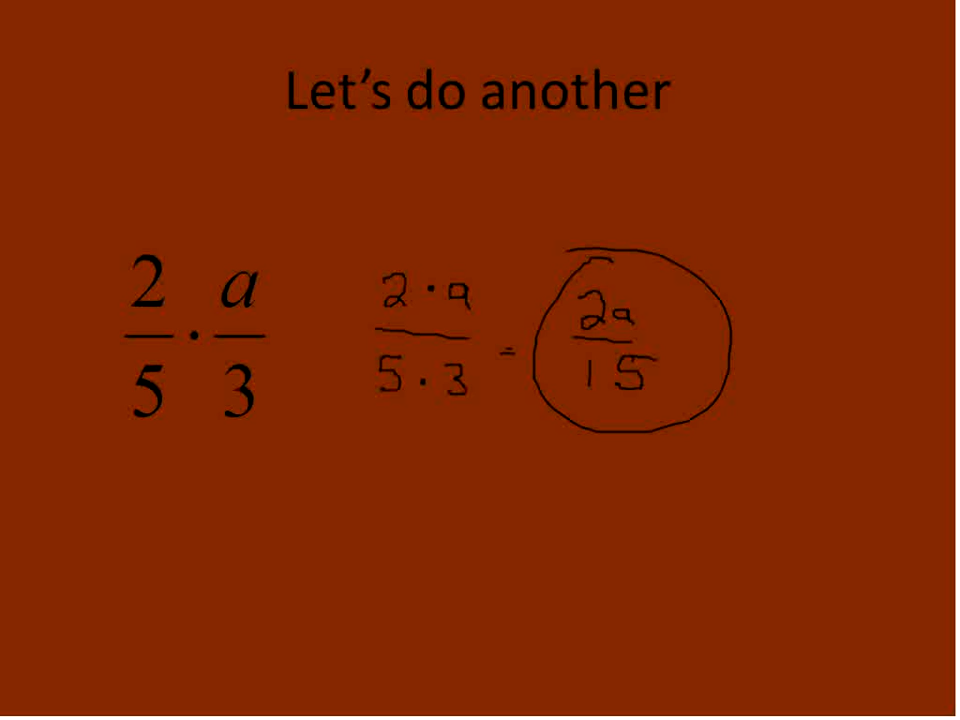 Let's do another
2/5 · a/3
2 · a / 5 · 3 = 2a / 15